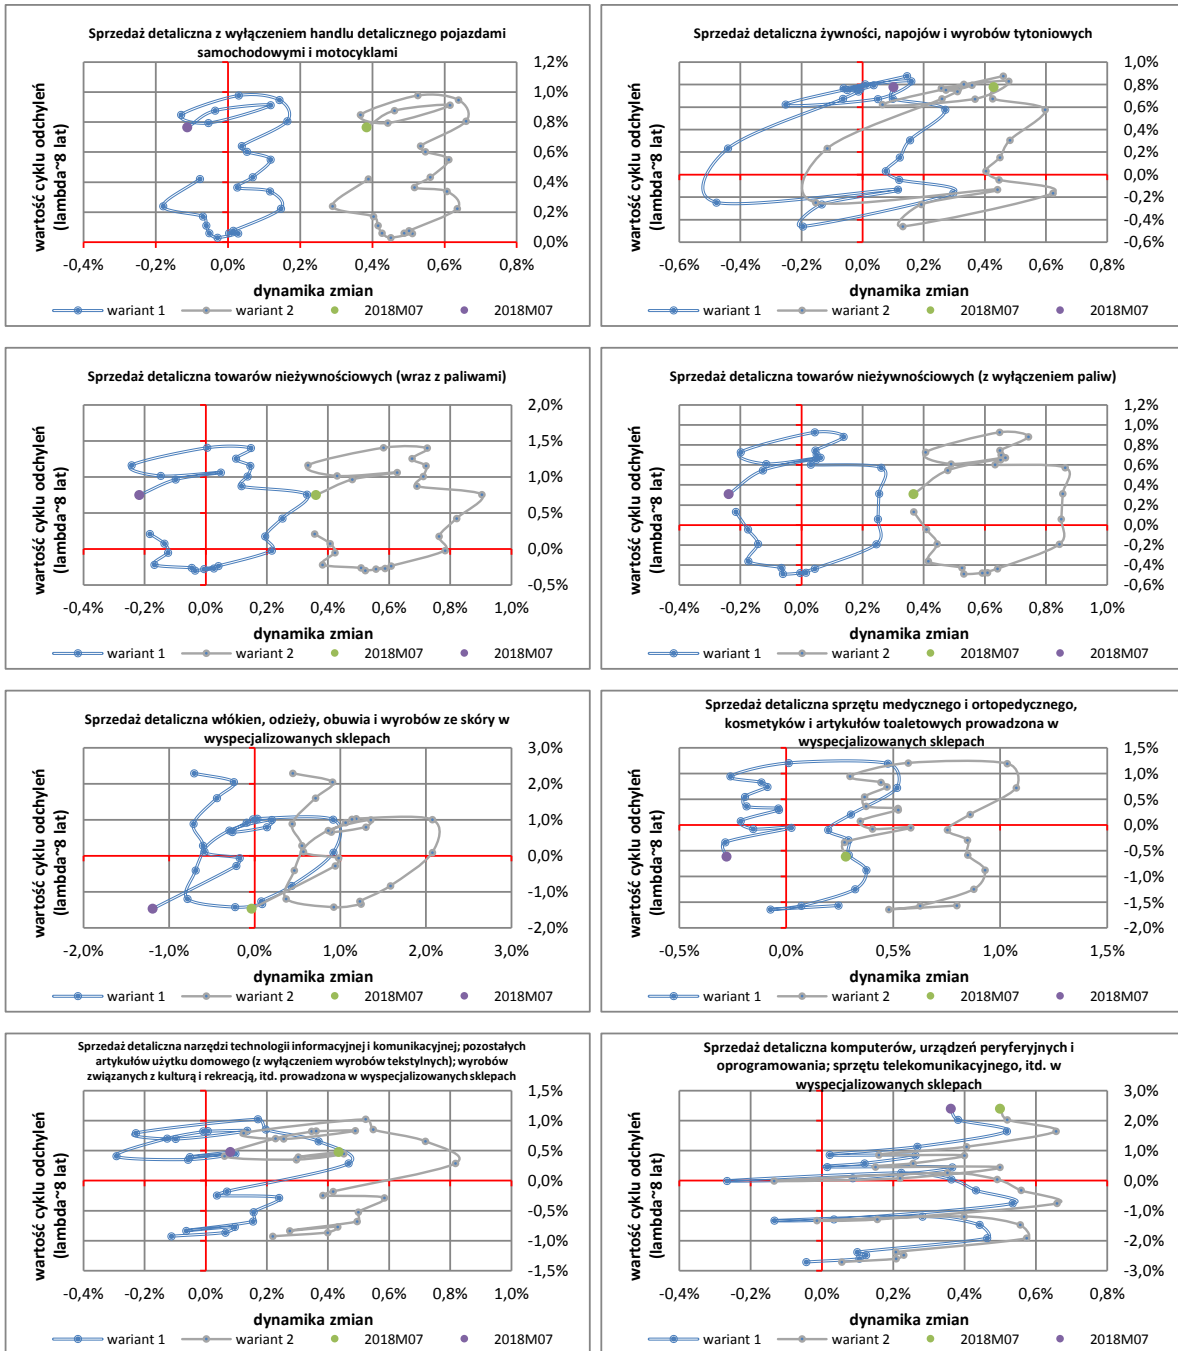 Sprzedaż detaliczna z wyłączeniem handlu detalicznego pojazdami
samochodowymi i motocyklami
wartość cyklu odchyleń
(lambda~8 lat)
1,2%
1,0%
0,8%
0,6%
0,4%
0,2%
0,0%
-0,4% -0,2% 0,0% 0,2% 0,4% 0,6% 0,8%
dynamika zmian
wariant 1 wariant 2 2018M07 2018M07
Sprzedaż detaliczna żywności, napojów i wyrobów tytoniowych
wartość cyklu odchyleń
(lambda~8 lat)
1,0%
0,8%
0,6%
0,4%
0,2%
0,0%
-0,2%
-0,4%
-0,6%
-0,6% -0,4% -0,2% 0,0% 0,2% 0,4% 0,6% 0,8%
dynamika zmian
wariant 1 wariant 2 2018M07 2018M07
Sprzedaż detaliczna towarów nieżywnościowych (wraz z paliwami)
wartość cyklu odchyleń
(lambda~8 lat)
2,0%
1,5%
1,0%
0,5%
0,0%
-0,5%
-0,4% -0,2% 0,0% 0,2% 0,4% 0,6% 0,8% 1,0%
dynamika zmian
wariant 1 wariant 2 2018M07 2018M07
Sprzedaż detaliczna towarów nieżywnościowych (z wyłączeniem paliw)
wartość cyklu odchyleń
(lambda~8 lat)
1,2%
1,0%
0,8%
0,6%
0,4%
0,2%
0,0%
-0,2%
-0,4%
-0,6%
-0,4% -0,2% 0,0% 0,2% 0,4% 0,6% 0,8% 1,0%
dynamika zmian
wariant 1 wariant 2 2018M07 2018M07
Sprzedaż detaliczna włókien, odzieży, obuwia i wyrobów ze skóry w
wyspecjalizowanych sklepach
wartość cyklu odchyleń
(lambda~8 lat)
3,0%
2,0%
1,0%
0,0%
-1,0%
-2,0%
-2,0% -1,0% 0,0% 1,0% 2,0% 3,0%
dynamika zmian
wariant 1 wariant 2 2018M07 2018M07
Sprzedaż detaliczna sprzętu medycznego i ortopedycznego,
kosmetyków i artykułów toaletowych prowadzona w
wyspecjalizowanych sklepach
wartość cyklu odchyleń
(lambda~8 lat)
1,5%
1,0%
0,5%
0,0%
-0,5%
-1,0%
-1,5%
-2,0%
-0,5% 0,0% 0,5% 1,0% 1,5%
dynamika zmian
wariant 1 wariant 2 2018M07 2018M07
Sprzedaż detaliczna narzędzi technologii informacyjnej i komunikacyjnej; pozostałych
artykułów użytku domowego (z wyłączeniem wyrobów tekstylnych); wyrobów
związanych z kulturą i rekreacją, itd. prowadzona w wyspecjalizowanych sklepach
wartość cyklu odchyleń
(lambda~8 lat)
1,5%
1,0%
0,5%
0,0%
-0,5%
-1,0%
-1,5%
-0,4% -0,2% 0,0% 0,2% 0,4% 0,6% 0,8% 1,0%
dynamika zmian
wariant 1 wariant 2 2018M07 2018M07
Sprzedaż detaliczna komputerów, urządzeń peryferyjnych i
oprogramowania; sprzętu telekomunikacyjnego, itd. w
wyspecjalizowanych sklepach
wartość cyklu odchyleń
(lambda~8 lat)
3,0%
2,0%
1,0%
0,0%
-1,0%
-2,0%
-3,0%
-0,4% -0,2% 0,0% 0,2% 0,4% 0,6% 0,8%
dynamika zmian
wariant 1 wariant 2 2018M07 2018M07